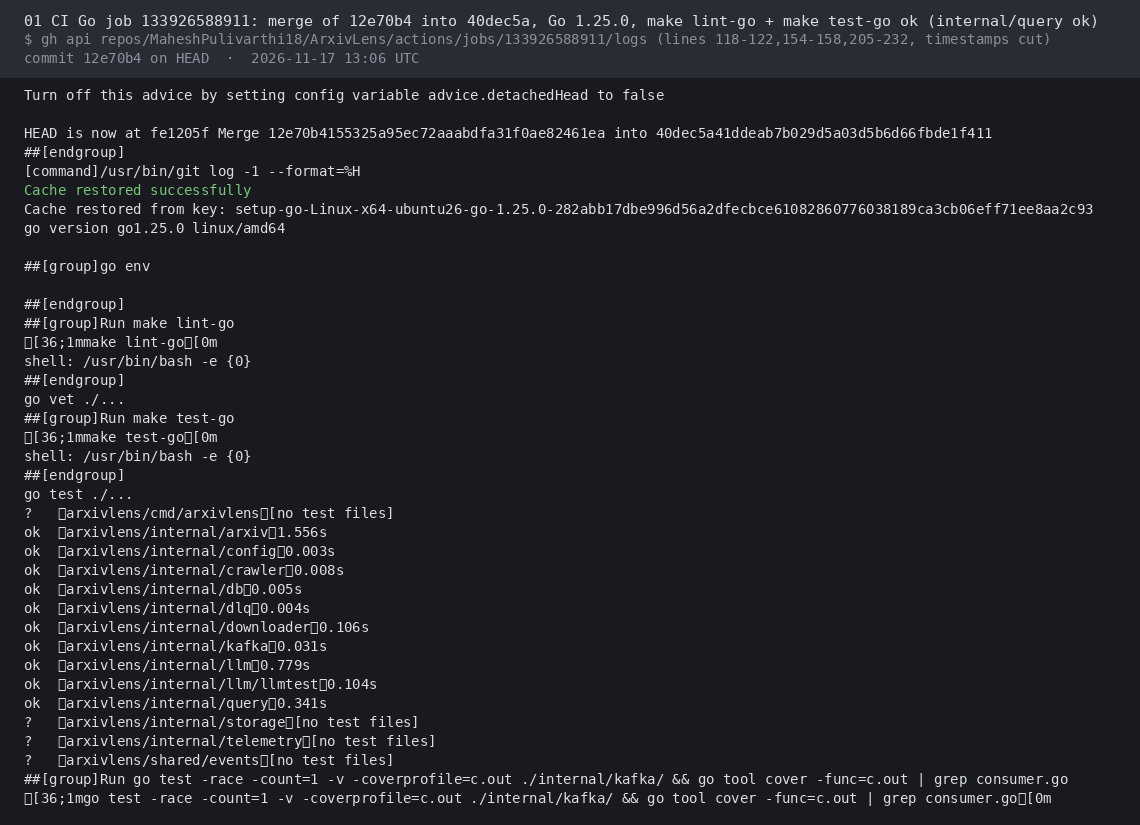 01 CI Go job 133926588911: merge of 12e70b4 into 40dec5a, Go 1.25.0, make lint-go + make test-go ok (internal/query ok)
$ gh api repos/MaheshPulivarthi18/ArxivLens/actions/jobs/133926588911/logs (lines 118-122,154-158,205-232, timestamps cut)
commit 12e70b4 on HEAD · 2026-11-17 13:06 UTC
Turn off this advice by setting config variable advice.detachedHead to false
HEAD is now at fe1205f Merge 12e70b4155325a95ec72aaabdfa31f0ae82461ea into 40dec5a41ddeab7b029d5a03d5b6d66fbde1f411
##[endgroup]
[command]/usr/bin/git log -1 --format=%H
Cache restored successfully
Cache restored from key: setup-go-Linux-x64-ubuntu26-go-1.25.0-282abb17dbe996d56a2dfecbce61082860776038189ca3cb06eff71ee8aa2c93
go version go1.25.0 linux/amd64
##[group]go env
##[endgroup]
##[group]Run make lint-go
□[36;1mmake lint-go□[0m
shell: /usr/bin/bash -e {0}
##[endgroup]
go vet ./...
##[group]Run make test-go
□[36;1mmake test-go□[0m
shell: /usr/bin/bash -e {0}
##[endgroup]
go test ./...
?   □arxivlens/cmd/arxivlens□[no test files]
ok  □arxivlens/internal/arxiv□1.556s
ok  □arxivlens/internal/config□0.003s
ok  □arxivlens/internal/crawler□0.008s
ok  □arxivlens/internal/db□0.005s
ok  □arxivlens/internal/dlq□0.004s
ok  □arxivlens/internal/downloader□0.106s
ok  □arxivlens/internal/kafka□0.031s
ok  □arxivlens/internal/llm□0.779s
ok  □arxivlens/internal/llm/llmtest□0.104s
ok  □arxivlens/internal/query□0.341s
?   □arxivlens/internal/storage□[no test files]
?   □arxivlens/internal/telemetry□[no test files]
?   □arxivlens/shared/events□[no test files]
##[group]Run go test -race -count=1 -v -coverprofile=c.out ./internal/kafka/ && go tool cover -func=c.out | grep consumer.go
□[36;1mgo test -race -count=1 -v -coverprofile=c.out ./internal/kafka/ && go tool cover -func=c.out | grep consumer.go□[0m